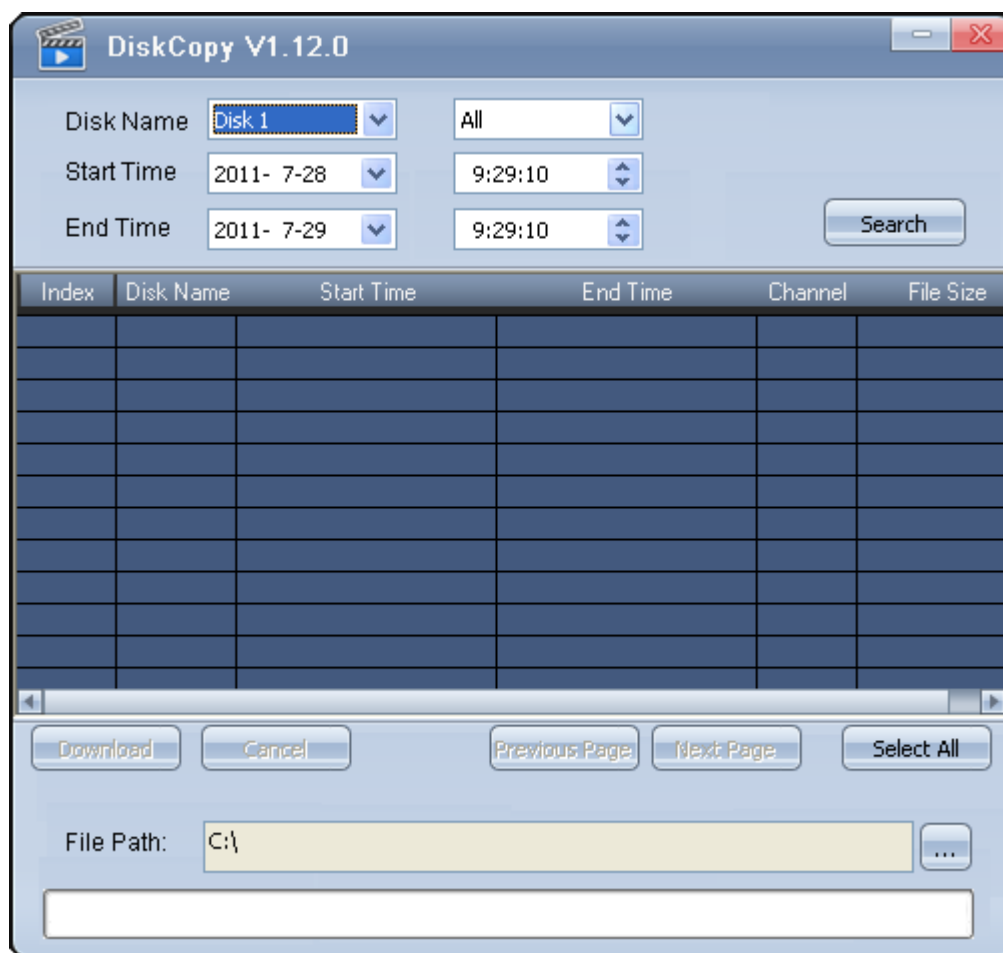 DiskCopy V1.12.0
Disk Name Disk 1 All
Start Time 2011- 7-28 9:29:10
End Time 2011- 7-29 9:29:10
Search
Index Disk Name Start Time End Time Channel File Size
Download Cancel Previous Page Next Page Select All
File Path: C:\ ...